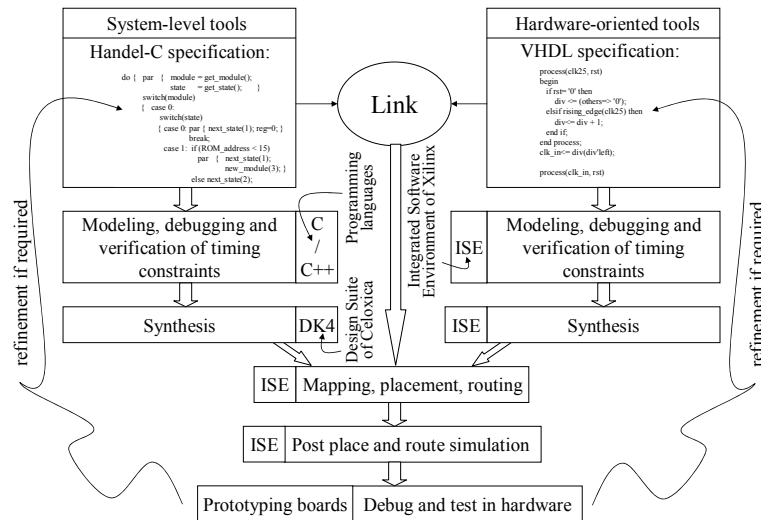 System-level tools
Handel-C specification:
do { par { module = get_module();
state = get_state(); }
switch(module)
{ case 0:
switch(state)
{ case 0: par { next_state(1); reg=0; }
break;
case 1: if (ROM_address < 15)
par { next_state(1);
new_module(3); }
else next_state(2);
Link
Hardware-oriented tools
VHDL specification:
process(clk25, rst)
begin
if rst= '0' then
div <= (others=> '0');
elsif rising_edge(clk25) then
div<= div + 1;
end if;
end process;
clk_in<= div(div'left);
process(clk_in, rst)
refinement if required
Modeling, debugging and
verification of timing
constraints
C
/
C++
Programming
languages
Integrated Software
Environment of Xilinx
ISE
Modeling, debugging and
verification of timing
constraints
refinement if required
Synthesis
DK4
Design Suite
of Celoxica
ISE
Synthesis
ISE
Mapping, placement, routing
ISE
Post place and route simulation
Prototyping boards
Debug and test in hardware